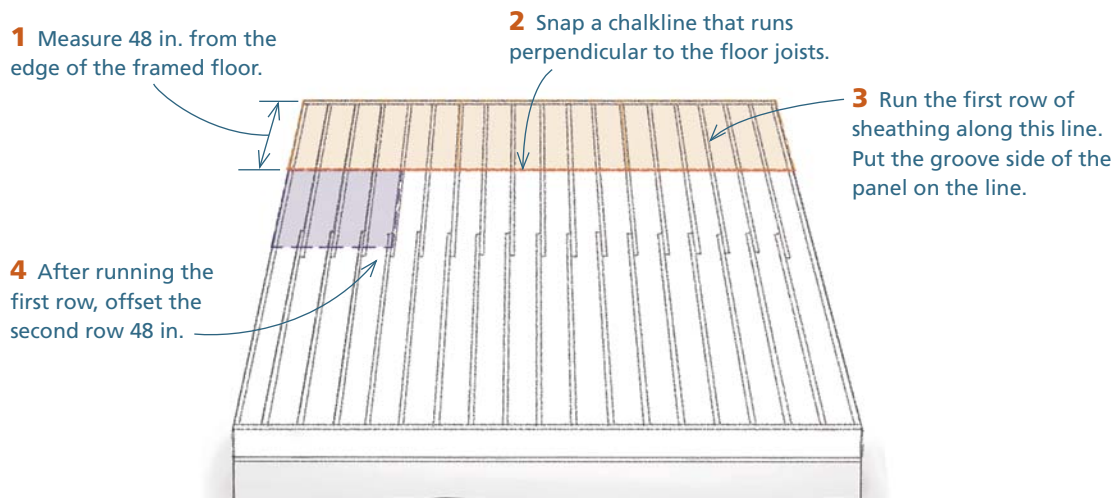 1 Measure 48 in. from the
edge of the framed floor.
2 Snap a chalkline that runs
perpendicular to the floor joists.
3 Run the first row of
sheathing along this line.
Put the groove side of the
panel on the line.
4 After running the
first row, offset the
second row 48 in.